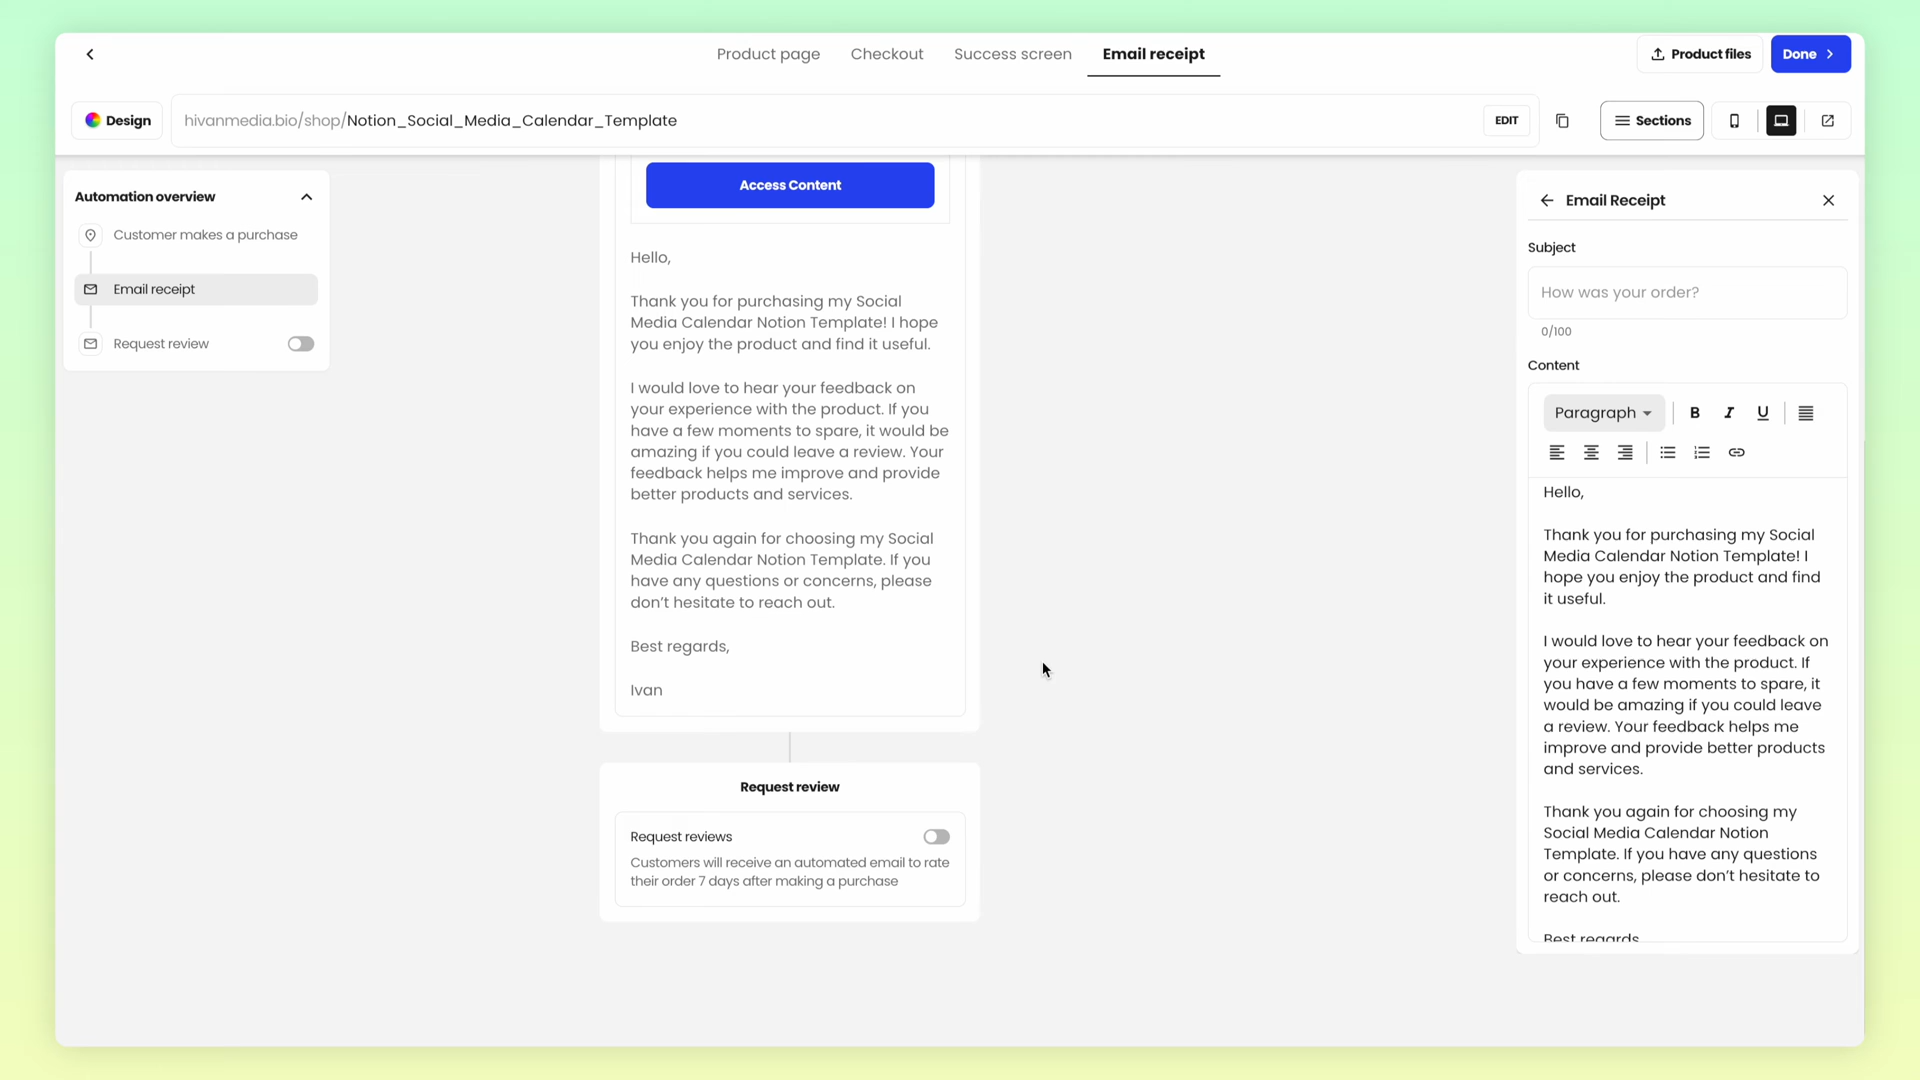 Product page
Checkout
Success screen
Email receipt
Product files
Done
Design
hivanmedia.bio/shop/Notion_Social_Media_Calendar_Template
EDIT
Sections
Automation overview
Customer makes a purchase
Email receipt
Request review
Access Content
Hello,
Thank you for purchasing my Social
Media Calendar Notion Template! I hope
you enjoy the product and find it useful.
I would love to hear your feedback on
your experience with the product. If you
have a few moments to spare, it would be
amazing if you could leave a review. Your
feedback helps me improve and provide
better products and services.
Thank you again for choosing my Social
Media Calendar Notion Template. If you
have any questions or concerns, please
don’t hesitate to reach out.
Best regards,
Ivan
Request review
Request reviews
Customers will receive an automated email to rate
their order 7 days after making a purchase
Email Receipt
Subject
How was your order?
0/100
Content
Paragraph
B I U
Hello,
Thank you for purchasing my Social
Media Calendar Notion Template! I
hope you enjoy the product and find
it useful.
I would love to hear your feedback on
your experience with the product. If
you have a few moments to spare, it
would be amazing if you could leave
a review. Your feedback helps me
improve and provide better products
and services.
Thank you again for choosing my
Social Media Calendar Notion
Template. If you have any questions
or concerns, please don’t hesitate to
reach out.
Best regards,